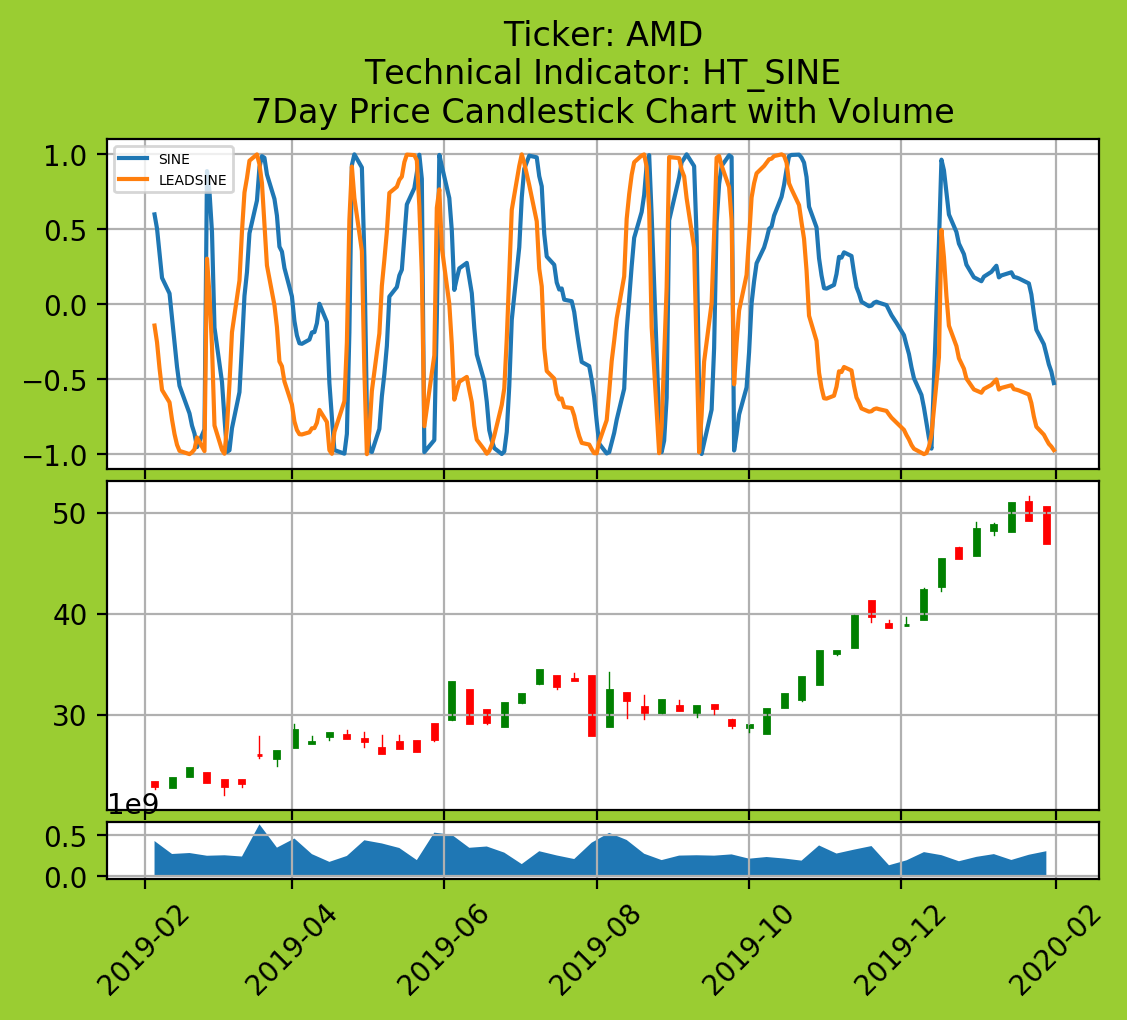 Ticker: AMD
Technical Indicator: HT_SINE
7Day Price Candlestick Chart with Volume
1.0
0.5
0.0
−0.5
−1.0
SINE
LEADSINE
50
40
30
1e9
0.5
0.0
2019-02
2019-04
2019-06
2019-08
2019-10
2019-12
2020-02